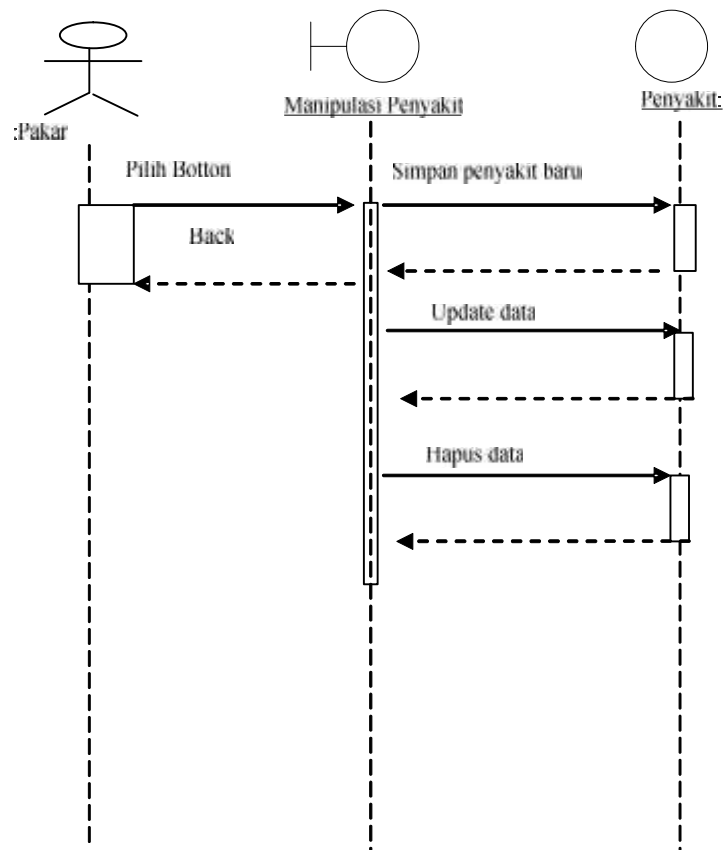 :Pakar
Manipulasi Penyakit
Penyakit:
Pilih Botton
Simpan penyakit baru
Back
Update data
Hapus data